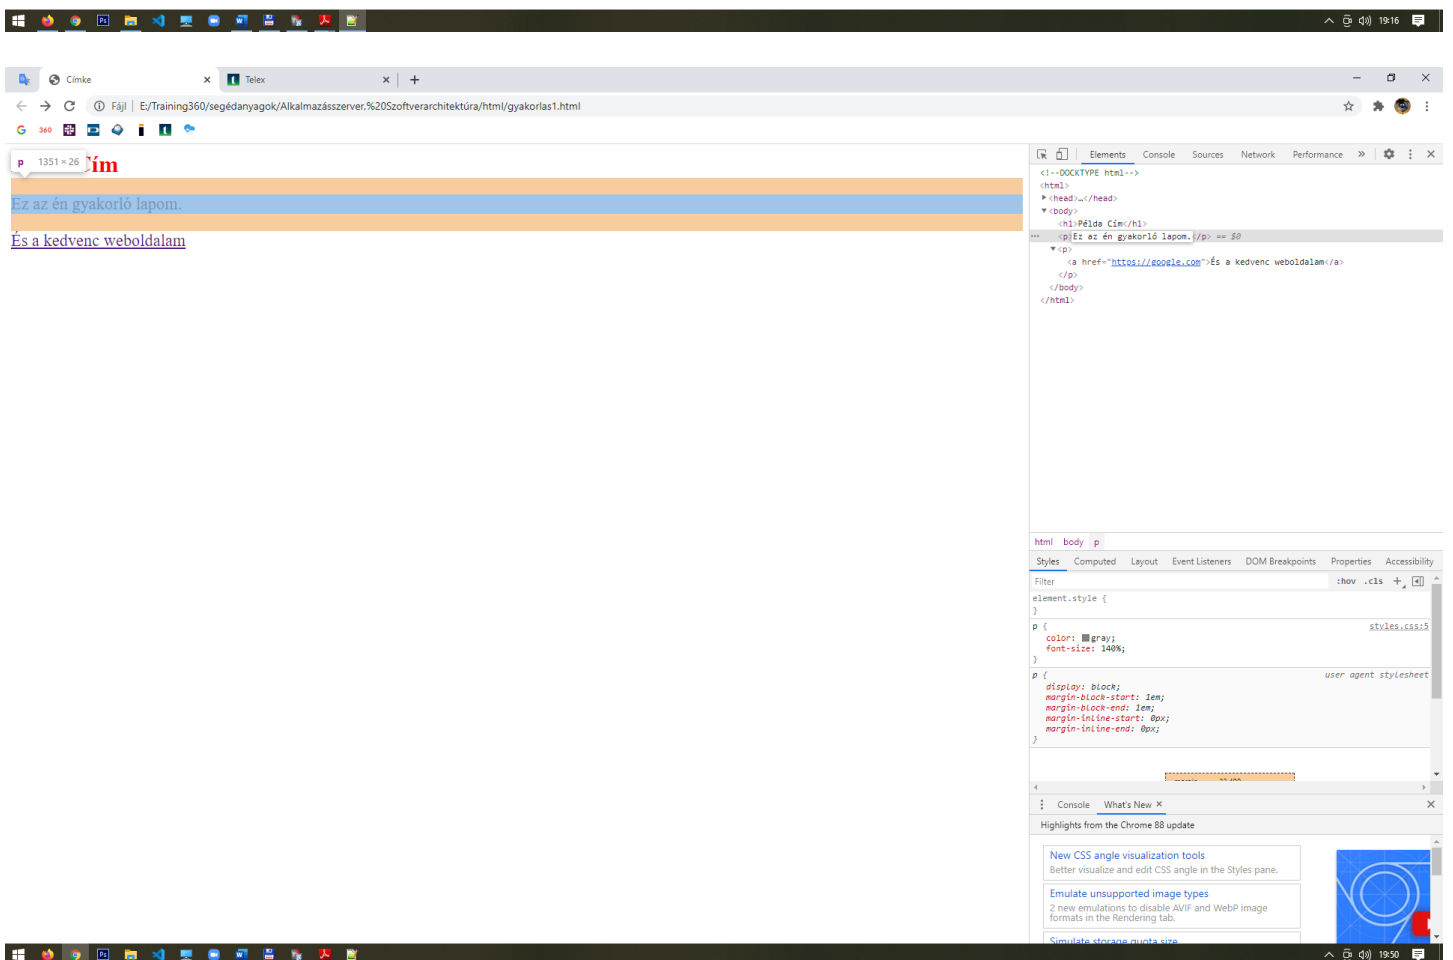 19:16
Címke
Telex
Fájl | E:/Training360/segédanyagok/Alkalmazásszerver,%20Szoftverarchitektúra/html/gyakorlas1.html
360
p 1351 × 26
Cím
Ez az én gyakorló lapom.
És a kedvenc weboldalam
Elements Console Sources Network Performance
<!--DOCKTYPE html-->
<html>
<head>…</head>
<body>
<h1>Példa Cím</h1>
<p>Ez az én gyakorló lapom.</p> == $0
<p>
<a href="https://google.com">És a kedvenc weboldalam</a>
</p>
</body>
</html>
html body p
Styles Computed Layout Event Listeners DOM Breakpoints Properties Accessibility
Filter :hov .cls +
element.style {
}
p { styles.css:5
color: gray;
font-size: 140%;
}
p { user agent stylesheet
display: block;
margin-block-start: 1em;
margin-block-end: 1em;
margin-inline-start: 0px;
margin-inline-end: 0px;
}
Console What's New ×
Highlights from the Chrome 88 update
New CSS angle visualization tools
Better visualize and edit CSS angle in the Styles pane.
Emulate unsupported image types
2 new emulations to disable AVIF and WebP image
formats in the Rendering tab.
Simulate storage quota size
19:50